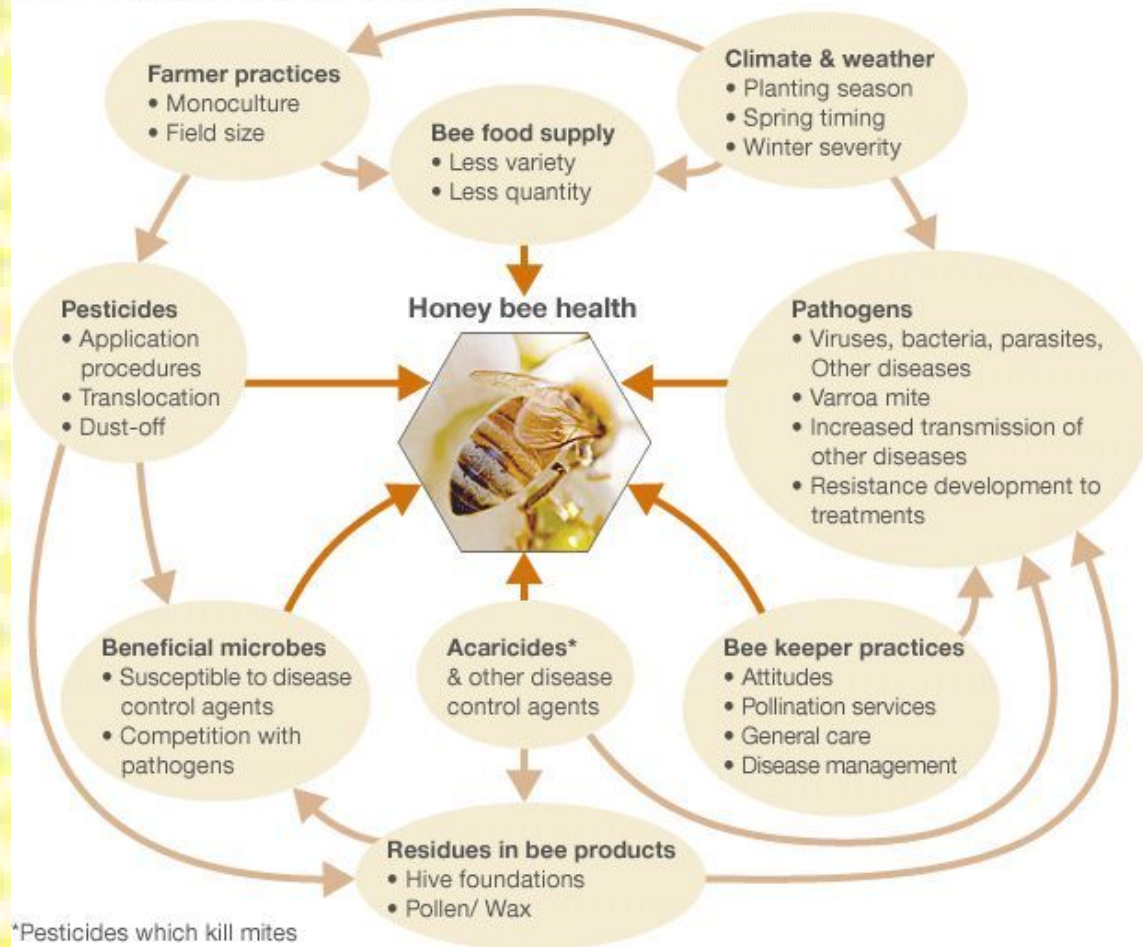 Farmer practices
• Monoculture
• Field size
Climate & weather
• Planting season
• Spring timing
• Winter severity
Bee food supply
• Less variety
• Less quantity
Pesticides
• Application
procedures
• Translocation
• Dust-off
Honey bee health
Pathogens
• Viruses, bacteria, parasites,
Other diseases
• Varroa mite
• Increased transmission of
other diseases
• Resistance development to
treatments
Beneficial microbes
• Susceptible to disease
control agents
• Competition with
pathogens
Acaricides*
& other disease
control agents
Bee keeper practices
• Attitudes
• Pollination services
• General care
• Disease management
Residues in bee products
• Hive foundations
• Pollen/ Wax
*Pesticides which kill mites